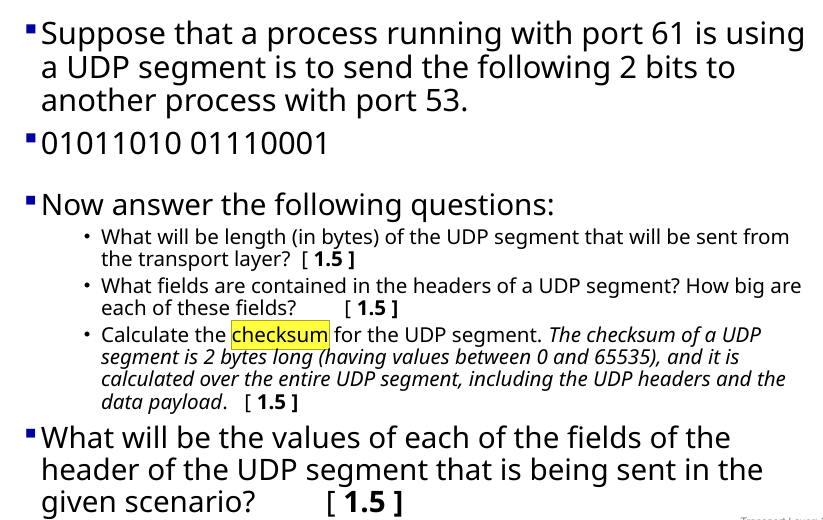 Suppose that a process running with port 61 is using
a UDP segment is to send the following 2 bits to
another process with port 53.
01011010 01110001
Now answer the following questions:
What will be length (in bytes) of the UDP segment that will be sent from
the transport layer? [ 1.5 ]
What fields are contained in the headers of a UDP segment? How big are
each of these fields? [ 1.5 ]
Calculate the checksum for the UDP segment. The checksum of a UDP
segment is 2 bytes long (having values between 0 and 65535), and it is
calculated over the entire UDP segment, including the UDP headers and the
data payload. [ 1.5 ]
What will be the values of each of the fields of the
header of the UDP segment that is being sent in the
given scenario? [ 1.5 ]